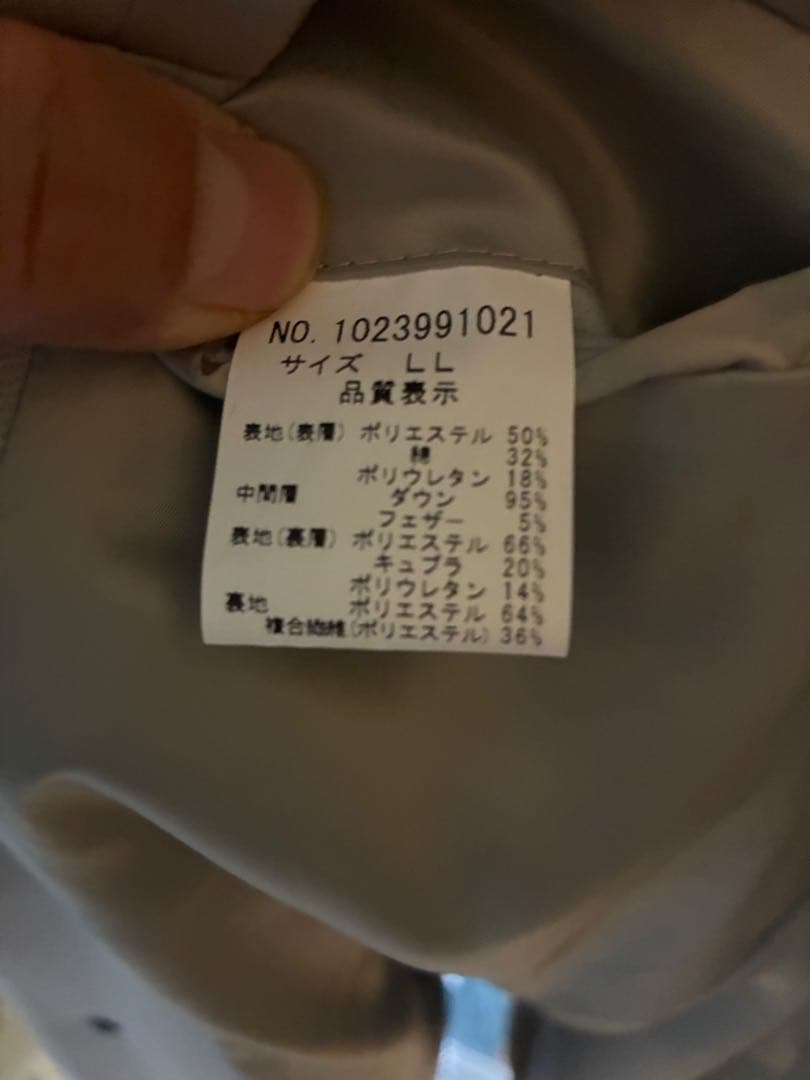 NO. 1023991021
サイズ LL
品質表示
表地(表層) ポリエステル 50%
綿 32%
ポリウレタン 18%
中間層 ダウン 95%
フェザー 5%
表地(裏層) ポリエステル 66%
キュプラ 20%
ポリウレタン 14%
裏地 ポリエステル 64%
複合繊維(ポリエステル) 36%